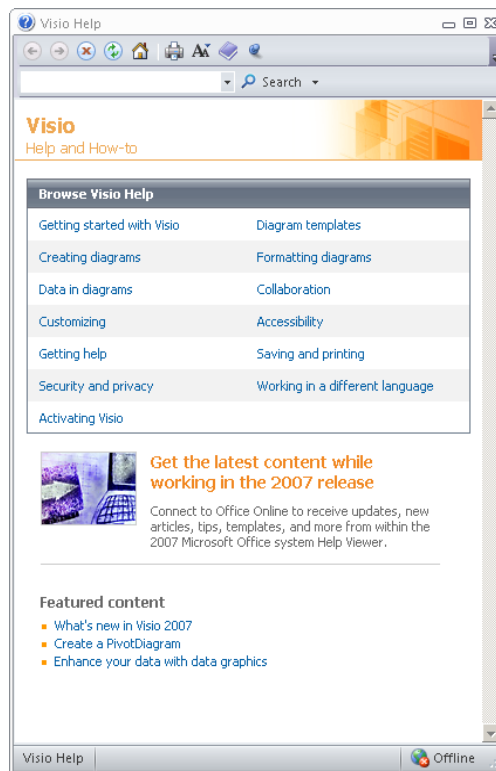 Visio Help
Search
Visio
Help and How-to
Browse Visio Help
Getting started with Visio Diagram templates
Creating diagrams Formatting diagrams
Data in diagrams Collaboration
Customizing Accessibility
Getting help Saving and printing
Security and privacy Working in a different language
Activating Visio
Get the latest content while
working in the 2007 release
Connect to Office Online to receive updates, new
articles, tips, templates, and more from within the
2007 Microsoft Office system Help Viewer.
Featured content
What's new in Visio 2007
Create a PivotDiagram
Enhance your data with data graphics
Visio Help Offline